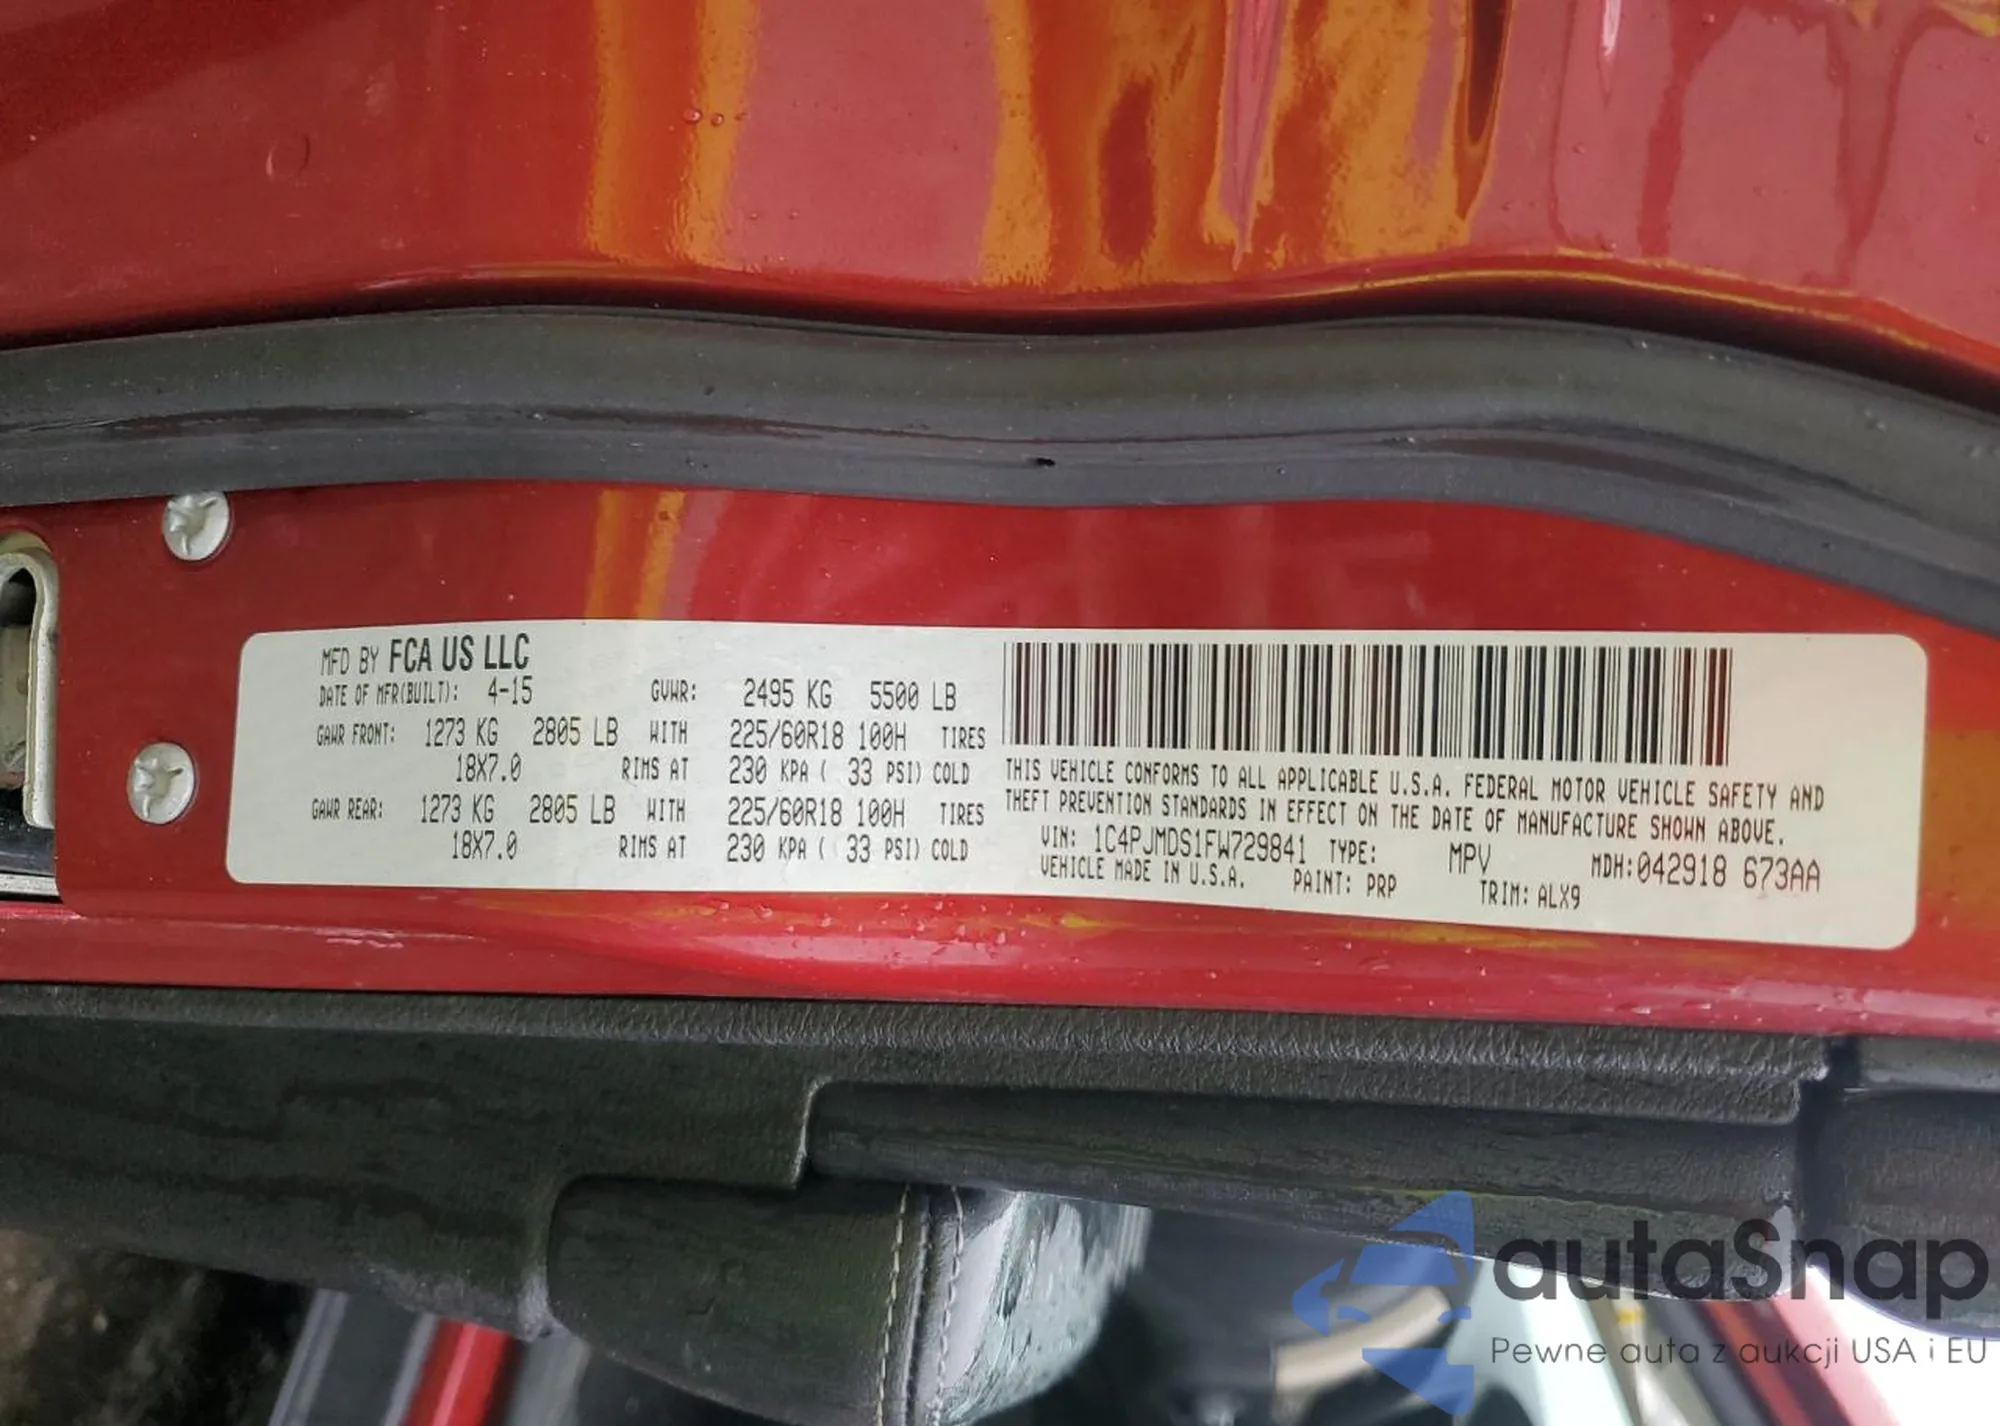 MFD BY FCA US LLC
DATE OF MFR(BUILT): 4-15 GVWR: 2495 KG 5500 LB
GAWR FRONT: 1273 KG 2805 LB WITH 225/60R18 100H TIRES
18X7.0 RIMS AT 230 KPA ( 33 PSI) COLD
GAWR REAR: 1273 KG 2805 LB WITH 225/60R18 100H TIRES
18X7.0 RIMS AT 230 KPA ( 33 PSI) COLD
THIS VEHICLE CONFORMS TO ALL APPLICABLE U.S.A. FEDERAL MOTOR VEHICLE SAFETY AND
THEFT PREVENTION STANDARDS IN EFFECT ON THE DATE OF MANUFACTURE SHOWN ABOVE.
VIN: 1C4PJMDS1FW729841 TYPE: MPV MDH:042918 673AA
VEHICLE MADE IN U.S.A. PAINT: PRP TRIM: ALX9
autaSnap
Pewne auta z aukcji USA i EU